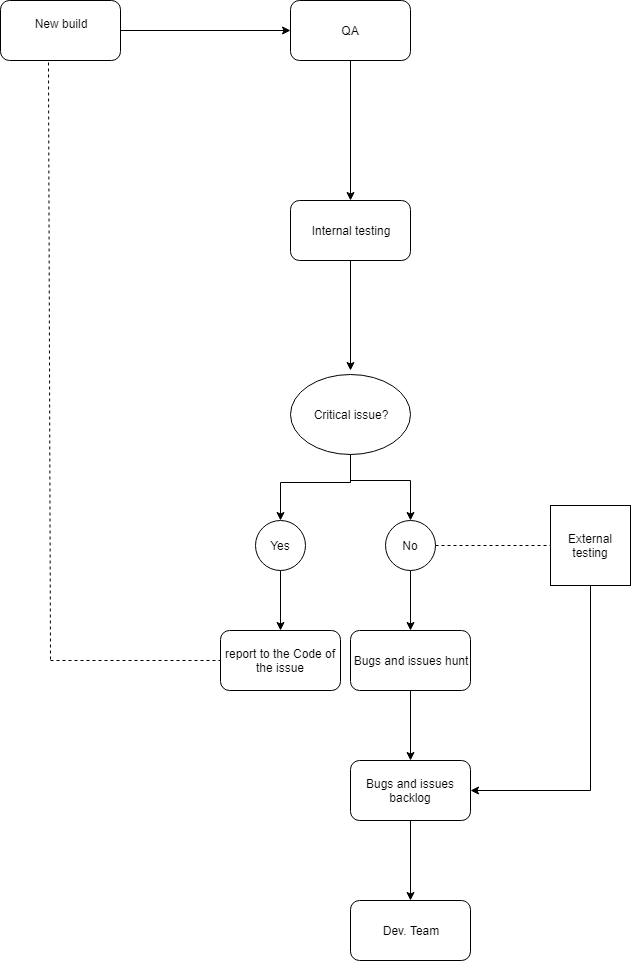 New build
QA
Internal testing
Critical issue?
Yes
No
External
testing
report to the Code of
the issue
Bugs and issues hunt
Bugs and issues
backlog
Dev. Team